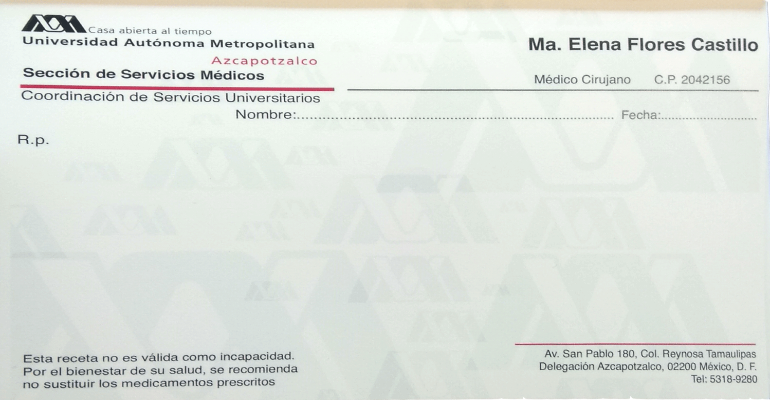 Casa abierta al tiempo
Universidad Autónoma Metropolitana
Azcapotzalco
Sección de Servicios Médicos
Coordinación de Servicios Universitarios
Ma. Elena Flores Castillo
Médico Cirujano C.P. 2042156
Nombre:........................................ Fecha:........................
R.p.
Esta receta no es válida como incapacidad.
Por el bienestar de su salud, se recomienda
no sustituir los medicamentos prescritos
Av. San Pablo 180, Col. Reynosa Tamaulipas
Delegación Azcapotzalco, 02200 México, D. F.
Tel: 5318-9280